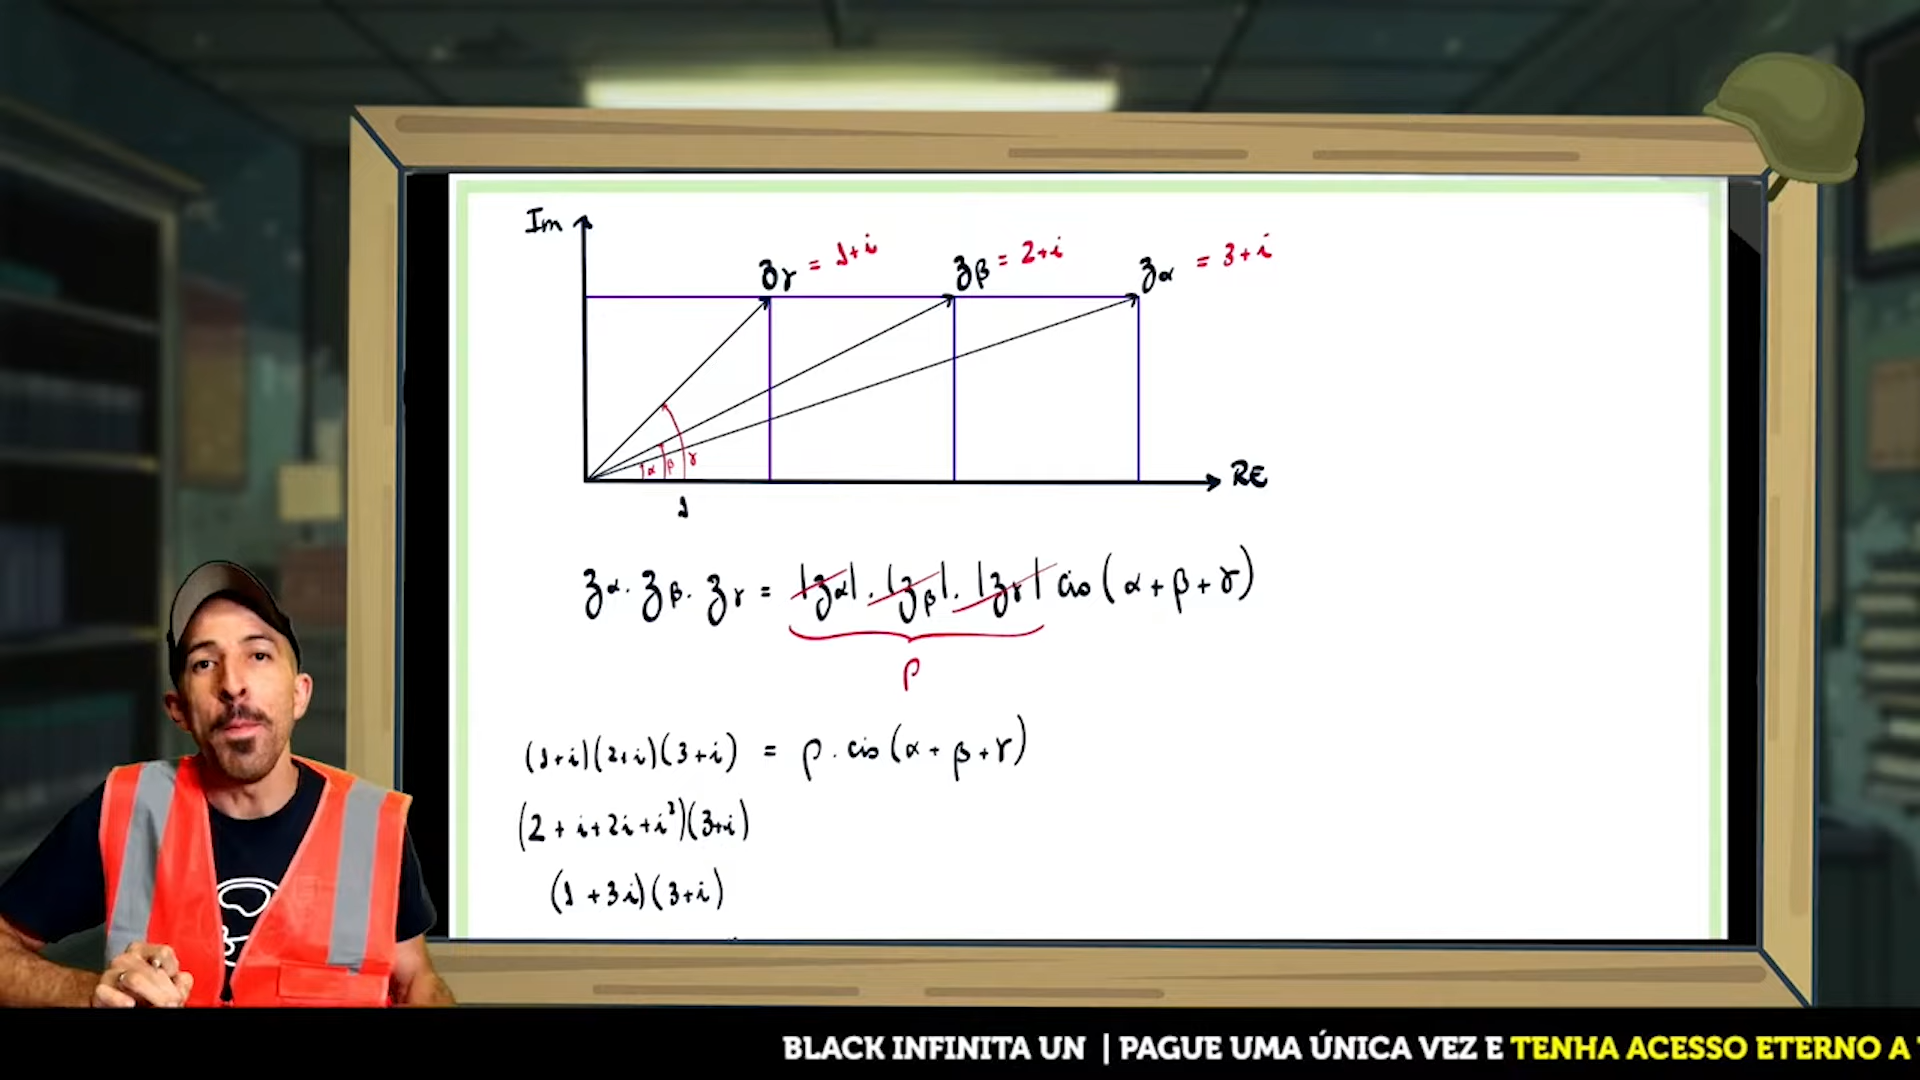 Im
zγ = 1+i
zβ = 2+i
zα = 3+i
α β γ
RE
1
zα · zβ · zγ = |zα| · |zβ| · |zγ| cis (α + β + γ)
ρ
(1+i)(2+i)(3+i) = ρ · cis (α + β + γ)
(2 + i + 2i + i²)(3+i)
(1 + 3i)(3+i)
BLACK INFINITA UN | PAGUE UMA ÚNICA VEZ E TENHA ACESSO ETERNO A